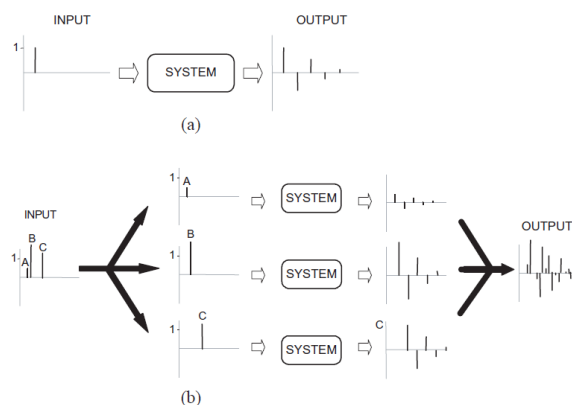 INPUT OUTPUT
1
SYSTEM
(a)
1 A
SYSTEM
INPUT
B
C
1
A
B
1
SYSTEM
OUTPUT
C
1
SYSTEM
C
(b)